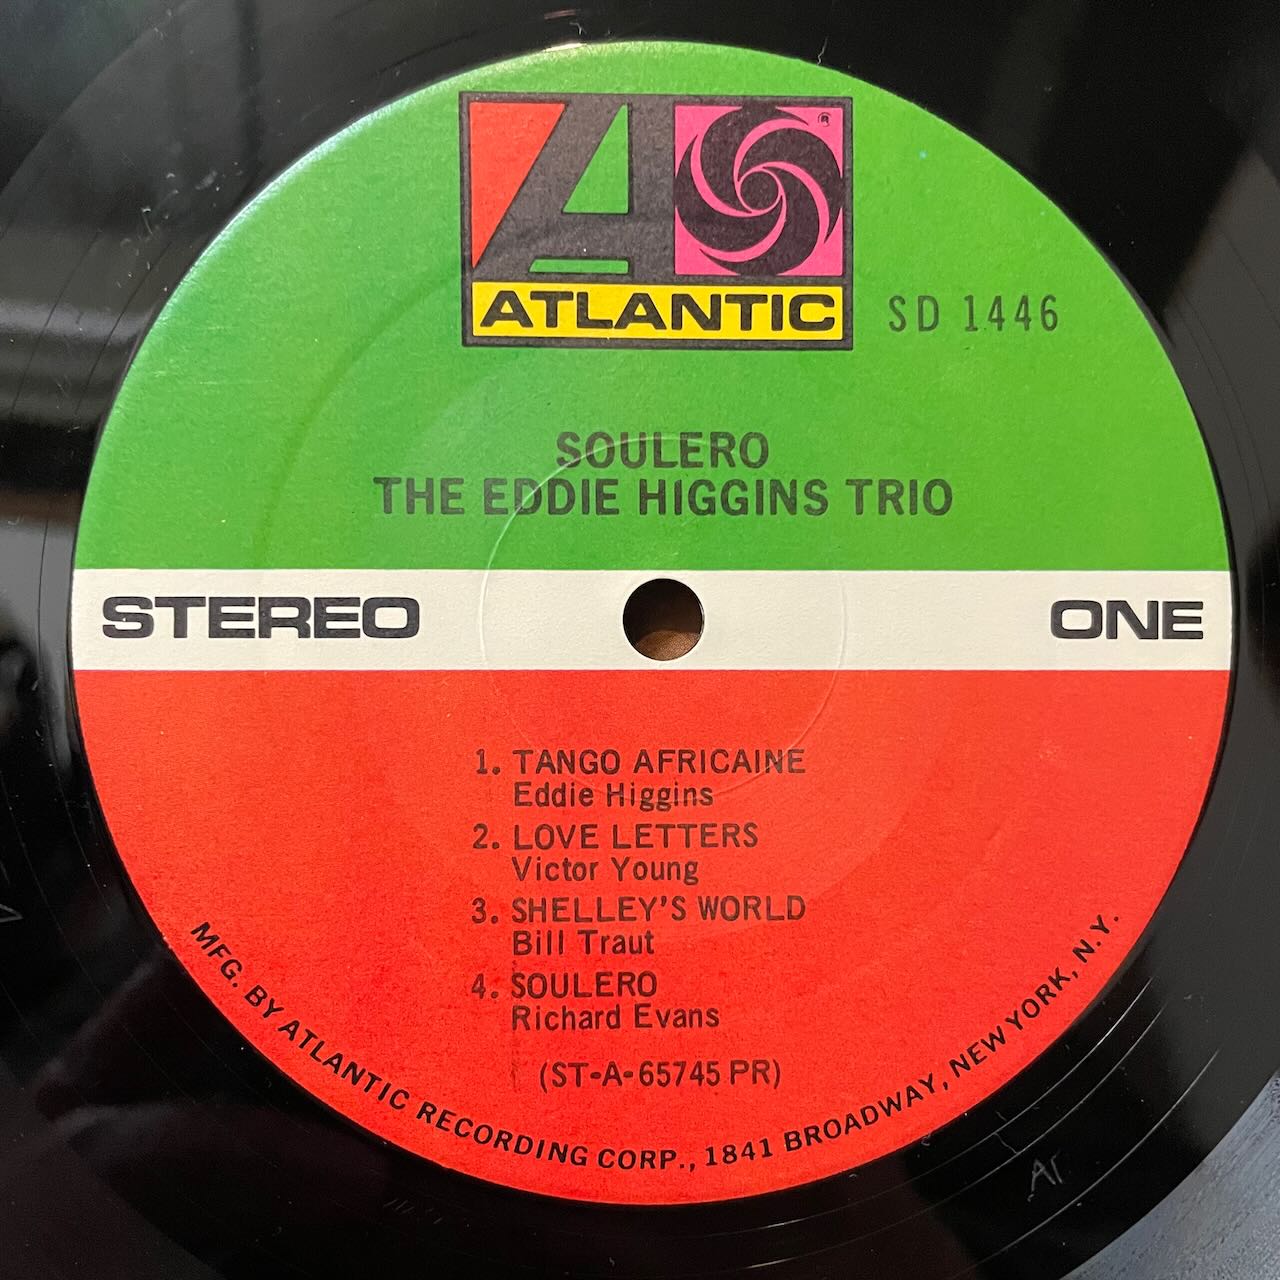 ®
ATLANTIC
SD 1446
SOULERO
THE EDDIE HIGGINS TRIO
STEREO
ONE
1. TANGO AFRICAINE
Eddie Higgins
2. LOVE LETTERS
Victor Young
3. SHELLEY'S WORLD
Bill Traut
4. SOULERO
Richard Evans
(ST-A-65745 PR)
MFG. BY ATLANTIC RECORDING CORP., 1841 BROADWAY, NEW YORK, N.Y.
AT